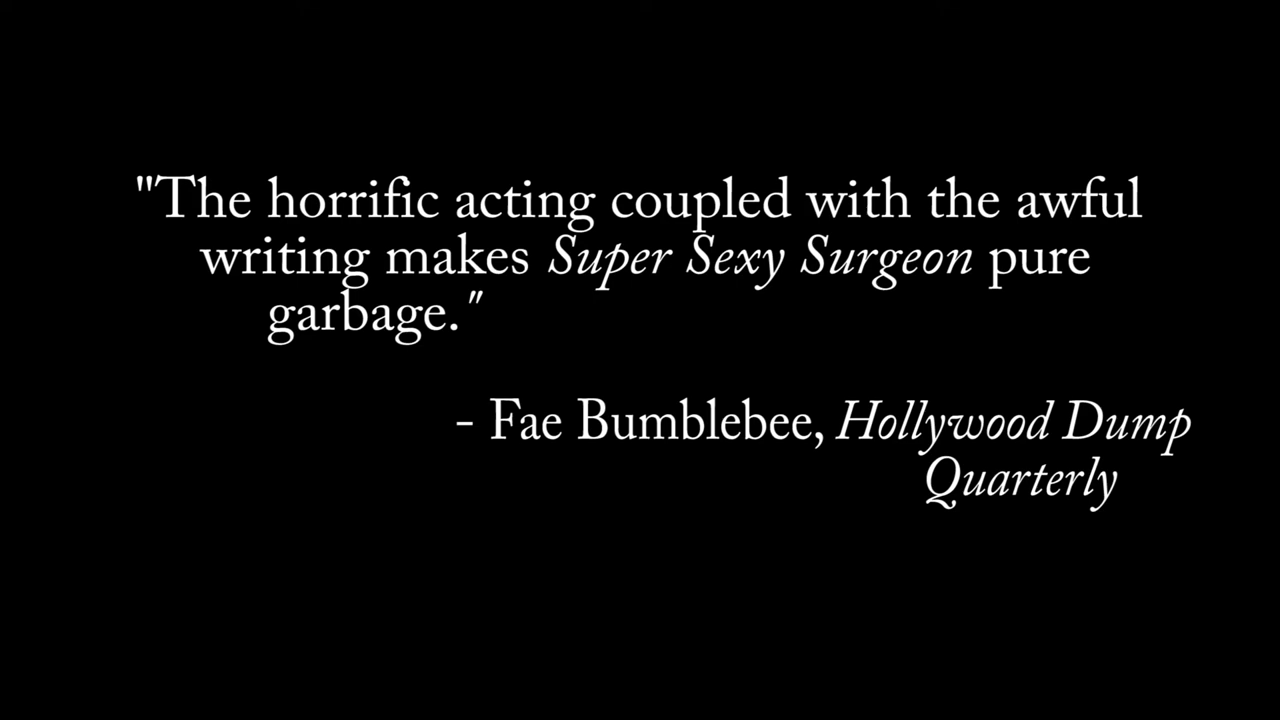 "The horrific acting coupled with the awful
writing makes Super Sexy Surgeon pure
garbage."
- Fae Bumblebee, Hollywood Dump
Quarterly